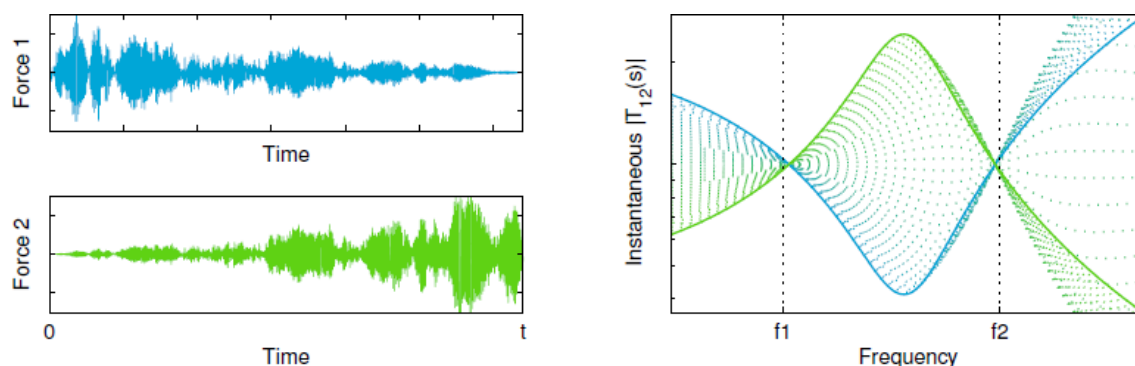 Force 1
Time
Force 2
0
t
Time
Instantaneous |T12(s)|
f1
f2
Frequency